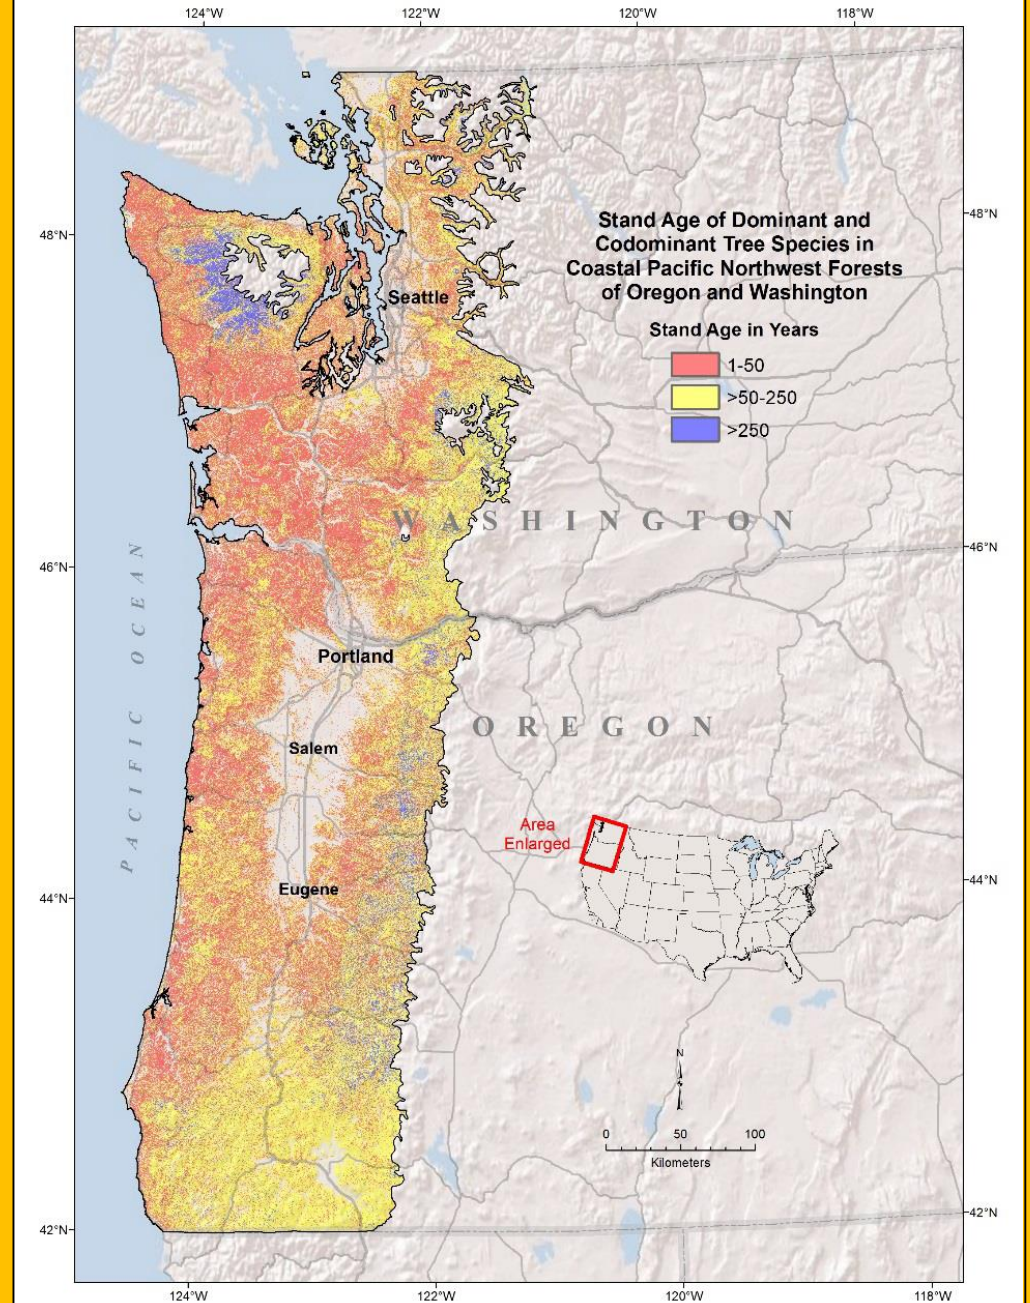 124°W 122°W 120°W 118°W
48°N 48°N
Stand Age of Dominant and
Codominant Tree Species in
Coastal Pacific Northwest Forests
of Oregon and Washington
Stand Age in Years
1-50
>50-250
>250
Seattle
WASHINGTON
46°N 46°N
PACIFIC OCEAN
Portland
OREGON
Salem
Area
Enlarged
Eugene
44°N 44°N
N
0 50 100
Kilometers
42°N 42°N
124°W 122°W 120°W 118°W